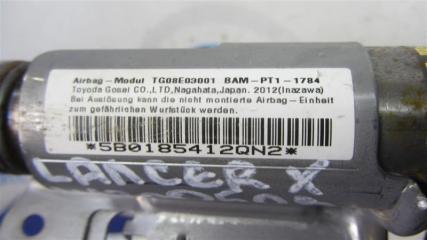 Airbag-Modul TG08E03001 BAM-PT1-1784
Toyoda Gosei CO.,LTD,Nagahata,Japan. 2012(Inazawa)
Bei Auslösung kann die nicht montierte Airbag-Einheit
zum gefährlichen Wurfstück werden.
*5B0185412QN2*
LANCER X